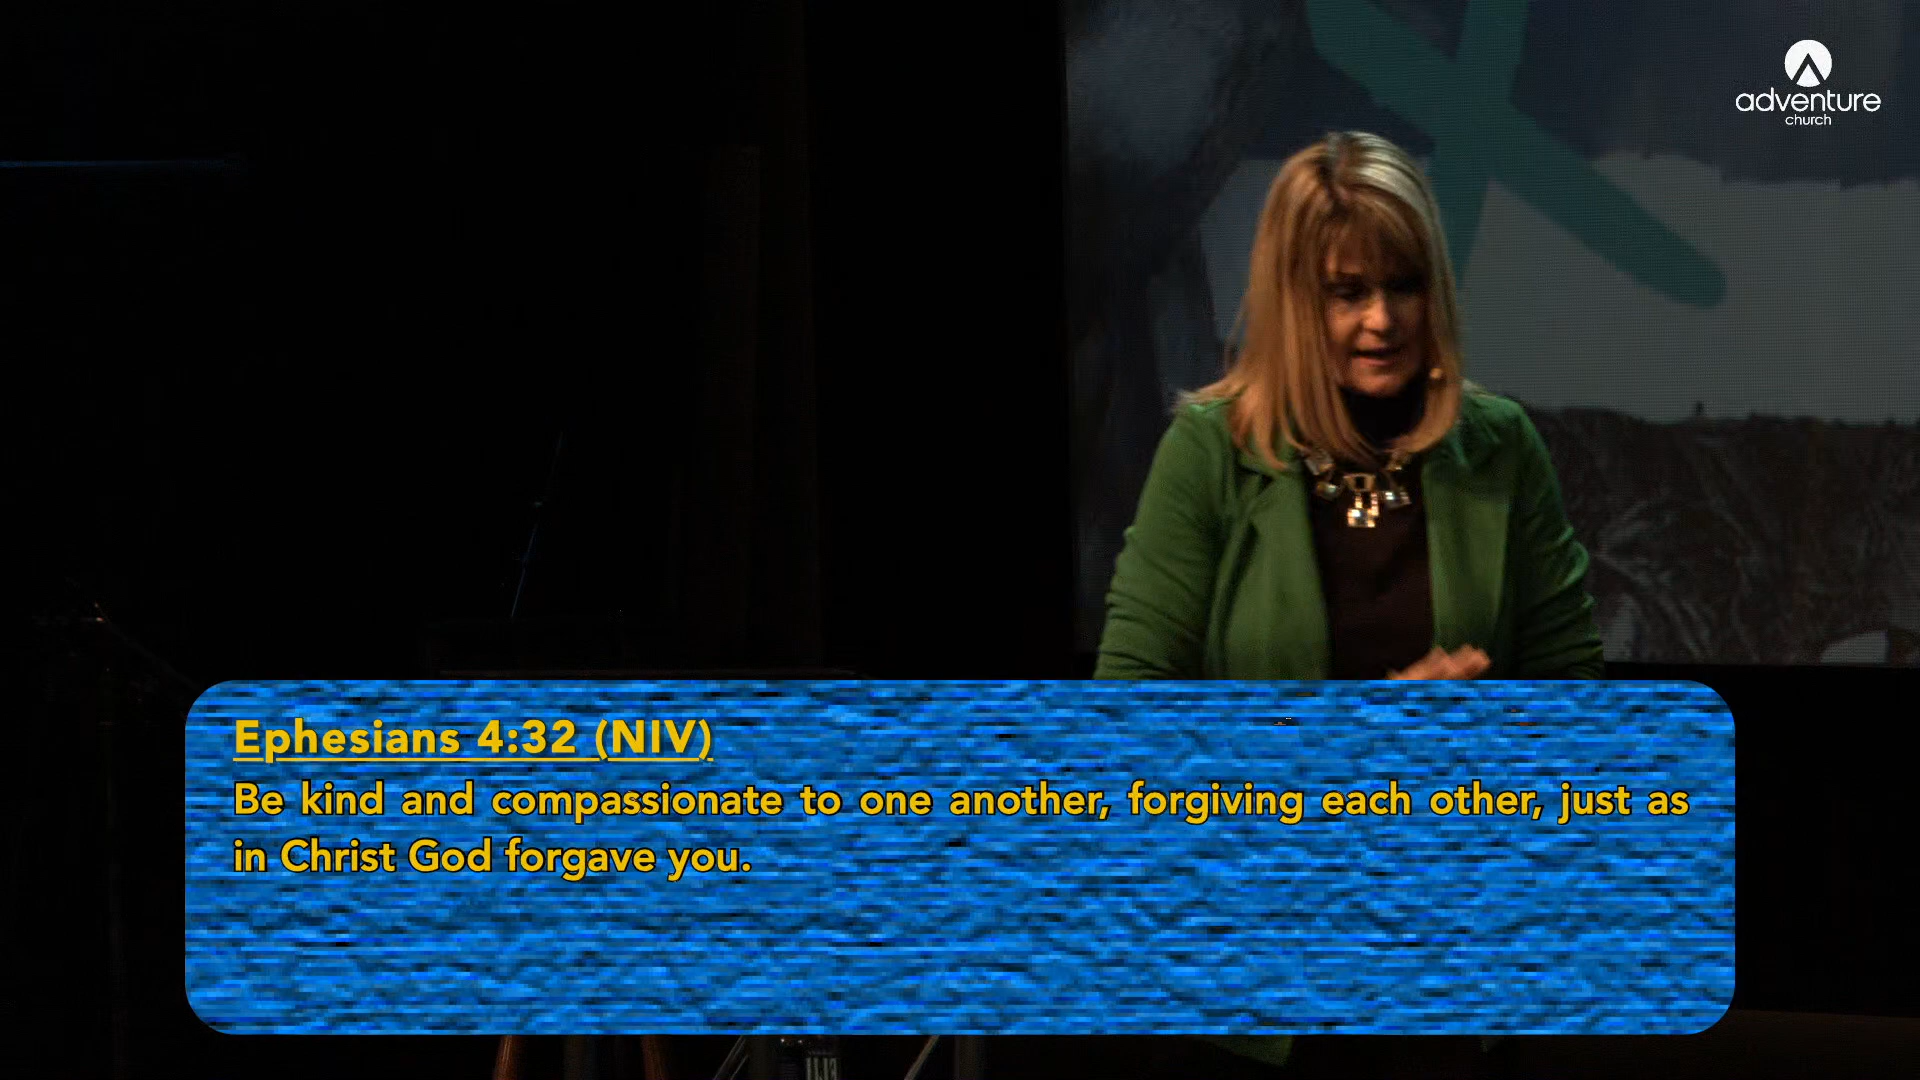 adventure
church
Ephesians 4:32 (NIV)
Be kind and compassionate to one another, forgiving each other, just as
in Christ God forgave you.